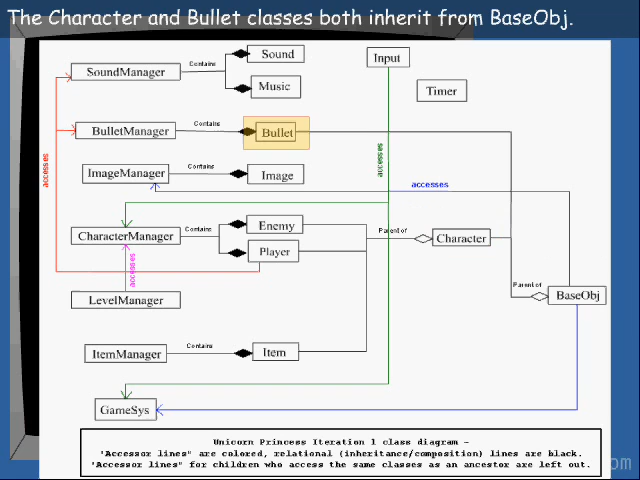 The Character and Bullet classes both inherit from BaseObj.
Sound
Input
Contains
SoundManager
Music
Timer
Contains
BulletManager
Bullet
accesses
Contains
ImageManager
Image
accesses
accesses
Contains
Enemy
CharacterManager
Parent of
Character
Player
accesses
Parent of
BaseObj
LevelManager
Contains
ItemManager
Item
GameSys
Unicorn Princess Iteration 1 class diagram -
'Accessor lines" are colored, relational (inheritance/composition) lines are black.
'Accessor lines" for children who access the same classes as an ancestor are left out.
om